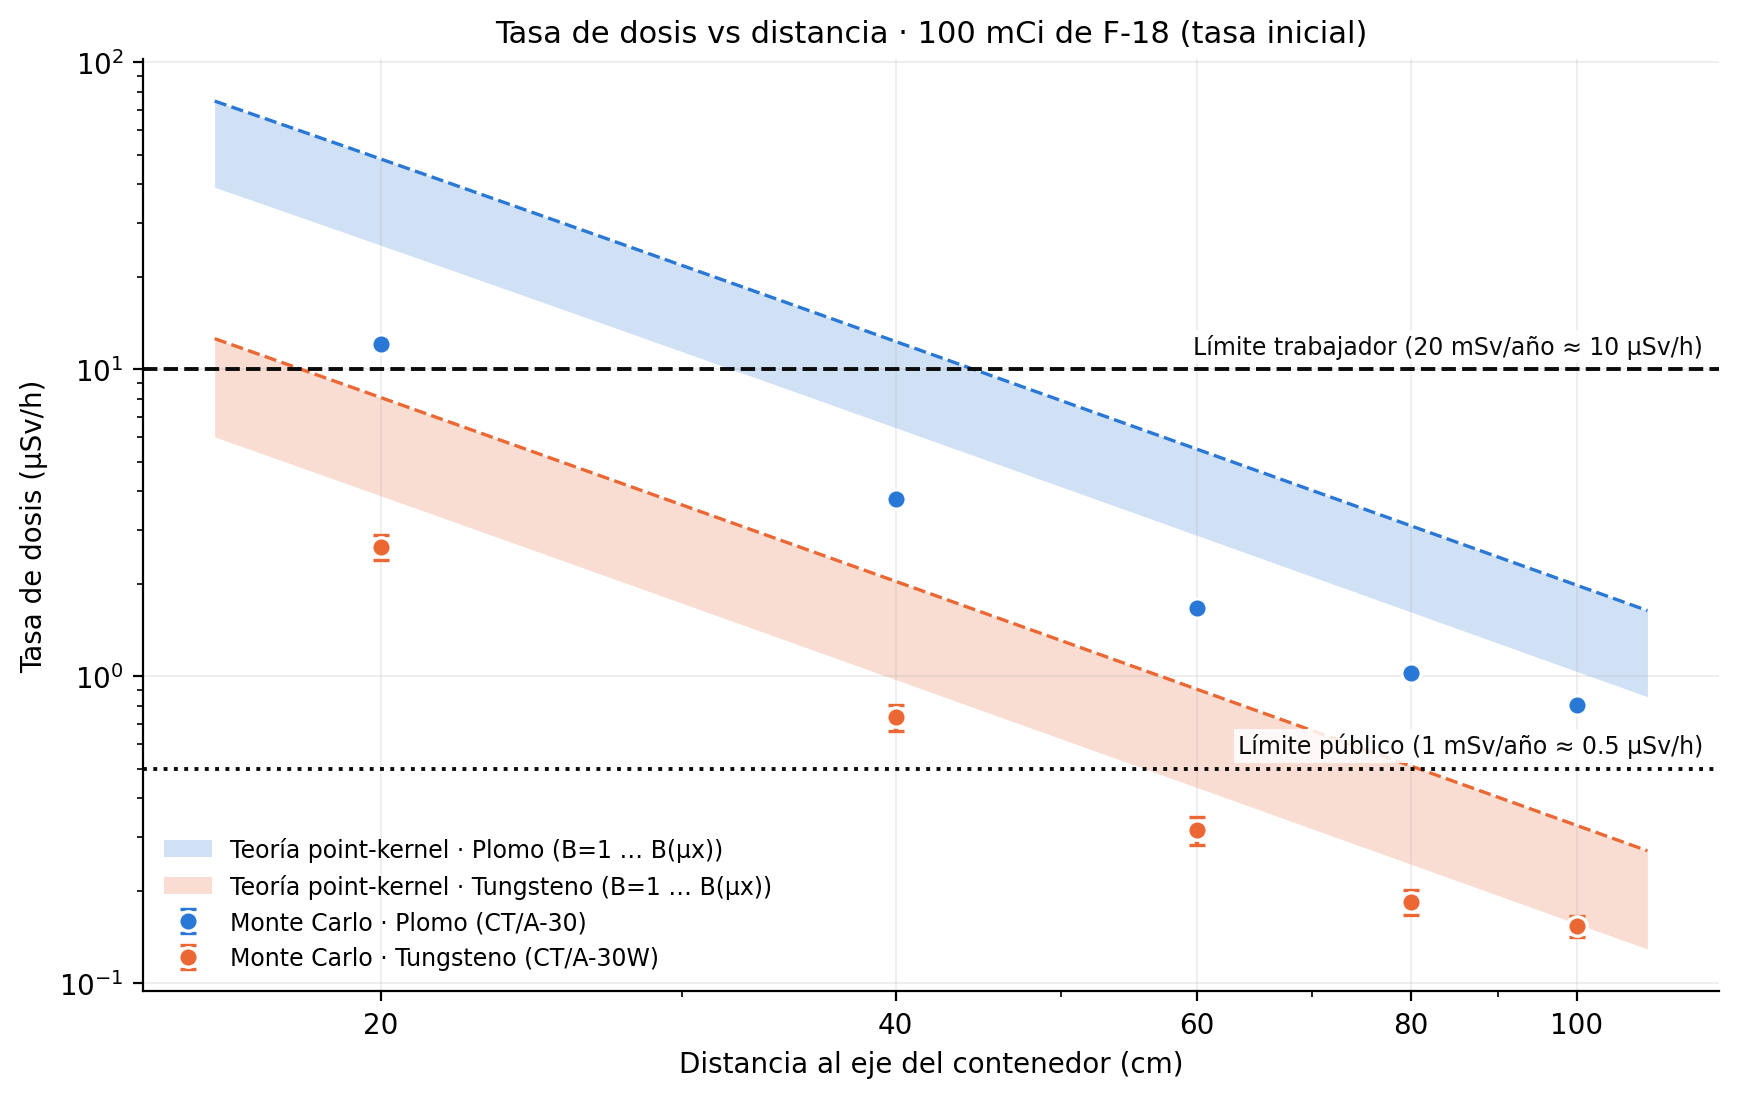 Tasa de dosis vs distancia · 100 mCi de F-18 (tasa inicial)
Tasa de dosis (µSv/h)
10²
10¹
10⁰
10⁻¹
Límite trabajador (20 mSv/año ≈ 10 µSv/h)
Límite público (1 mSv/año ≈ 0.5 µSv/h)
Teoría point-kernel · Plomo (B=1 … B(µx))
Teoría point-kernel · Tungsteno (B=1 … B(µx))
Monte Carlo · Plomo (CT/A-30)
Monte Carlo · Tungsteno (CT/A-30W)
20 40 60 80 100
Distancia al eje del contenedor (cm)